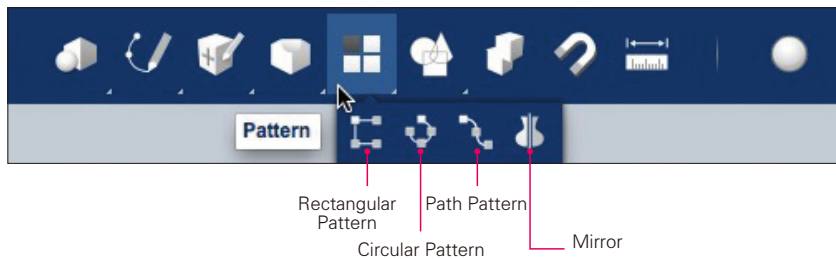 Pattern
Rectangular
Pattern
Path Pattern
Circular Pattern
Mirror